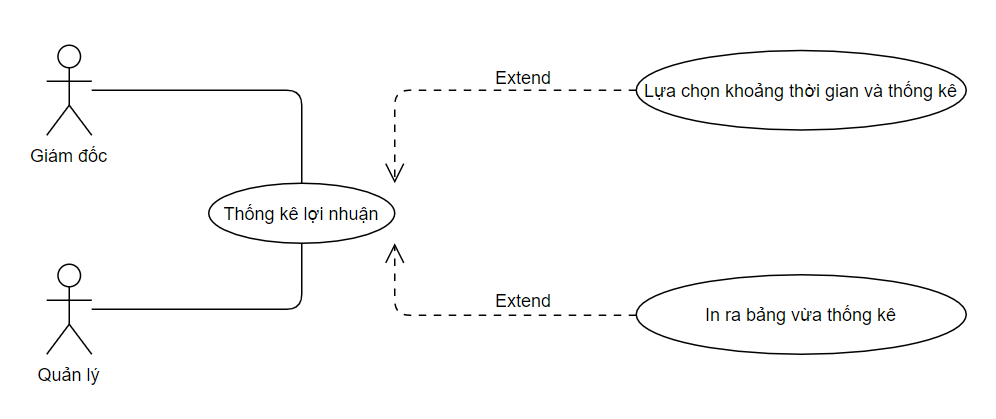 Extend
Lựa chọn khoảng thời gian và thống kê
Giám đốc
Thống kê lợi nhuận
Extend
In ra bảng vừa thống kê
Quản lý